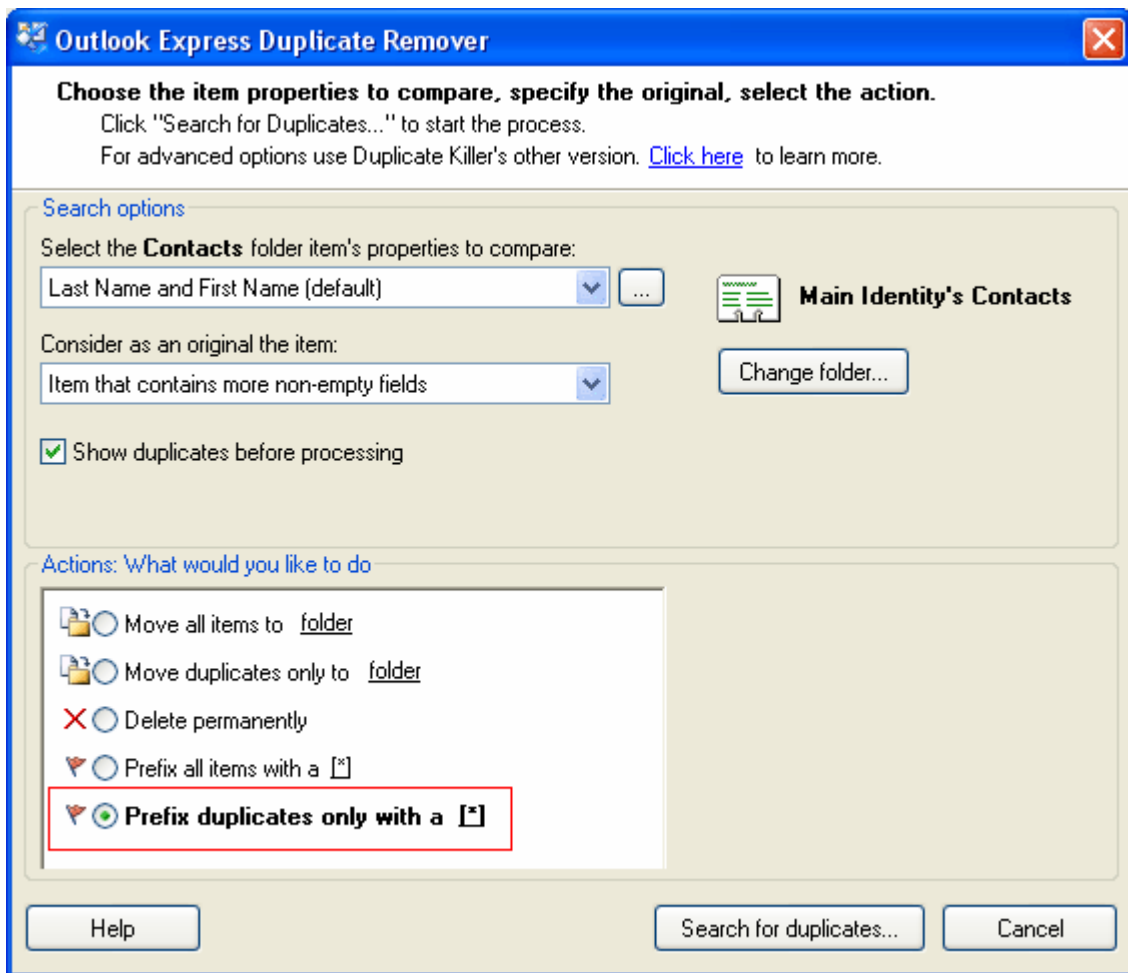 Outlook Express Duplicate Remover
Choose the item properties to compare, specify the original, select the action.
Click "Search for Duplicates..." to start the process.
For advanced options use Duplicate Killer's other version. Click here to learn more.
Search options
Select the Contacts folder item's properties to compare:
Last Name and First Name (default)
...
Main Identity's Contacts
Consider as an original the item:
Item that contains more non-empty fields
Change folder...
Show duplicates before processing
Actions: What would you like to do
Move all items to folder
Move duplicates only to folder
Delete permanently
Prefix all items with a [*]
Prefix duplicates only with a [*]
Help
Search for duplicates...
Cancel